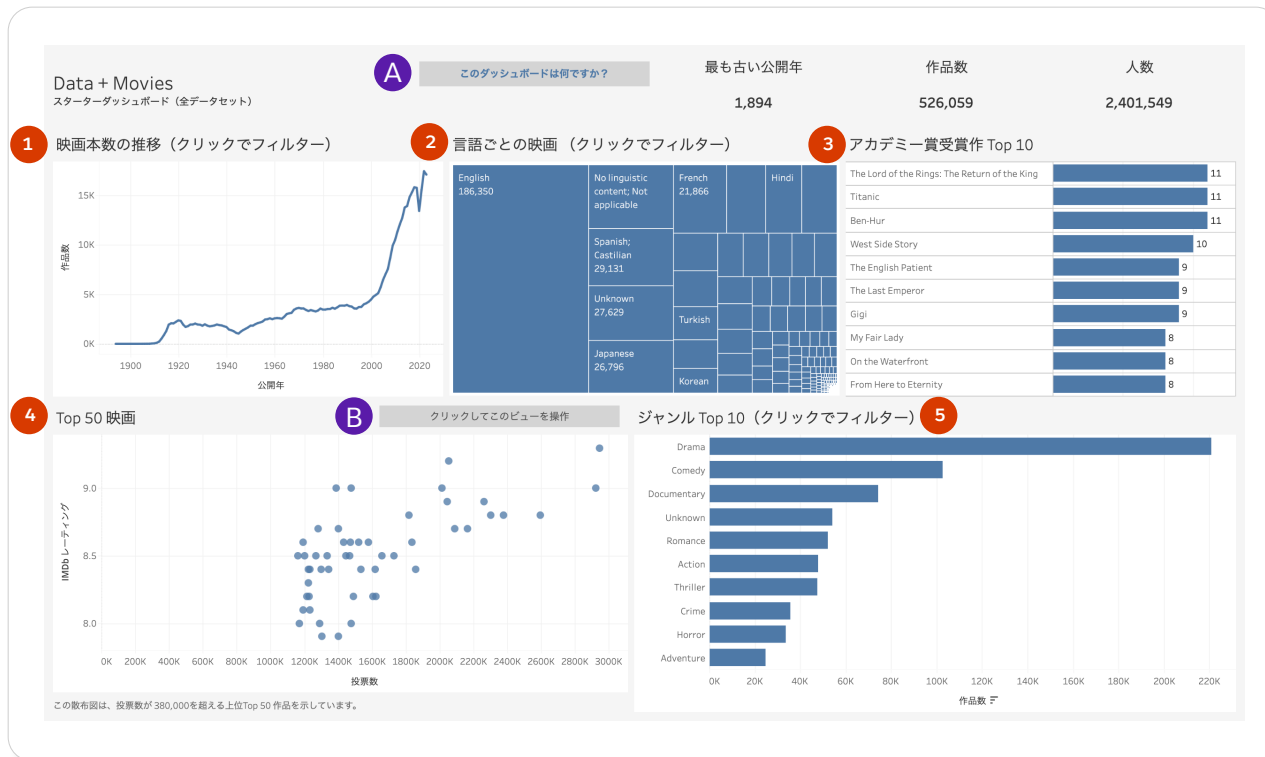 Data + Movies
スターターダッシュボード（全データセット）
A
このダッシュボードは何ですか？
最も古い公開年
1,894
作品数
526,059
人数
2,401,549
1
映画本数の推移（クリックでフィルター）
作品数
15K
10K
5K
0K
1900
1920
1940
1960
1980
2000
2020
公開年
2
言語ごとの映画 （クリックでフィルター）
English
186,350
No linguistic
content; Not
applicable
Spanish;
Castilian
29,131
Unknown
27,629
Japanese
26,796
French
21,866
Hindi
Turkish
Korean
3
アカデミー賞受賞作 Top 10
The Lord of the Rings: The Return of the King 11
Titanic 11
Ben-Hur 11
West Side Story 10
The English Patient 9
The Last Emperor 9
Gigi 9
My Fair Lady 8
On the Waterfront 8
From Here to Eternity 8
4
Top 50 映画
B
クリックしてこのビューを操作
IMDbレーティング
9.0
8.5
8.0
0K
200K
400K
600K
800K
1000K
1200K
1400K
1600K
1800K
2000K
2200K
2400K
2600K
2800K
3000K
投票数
この散布図は、投票数が 380,000を超える上位Top 50 作品を示しています。
ジャンル Top 10（クリックでフィルター）
5
Drama
Comedy
Documentary
Unknown
Romance
Action
Thriller
Crime
Horror
Adventure
0K
20K
40K
60K
80K
100K
120K
140K
160K
180K
200K
220K
作品数